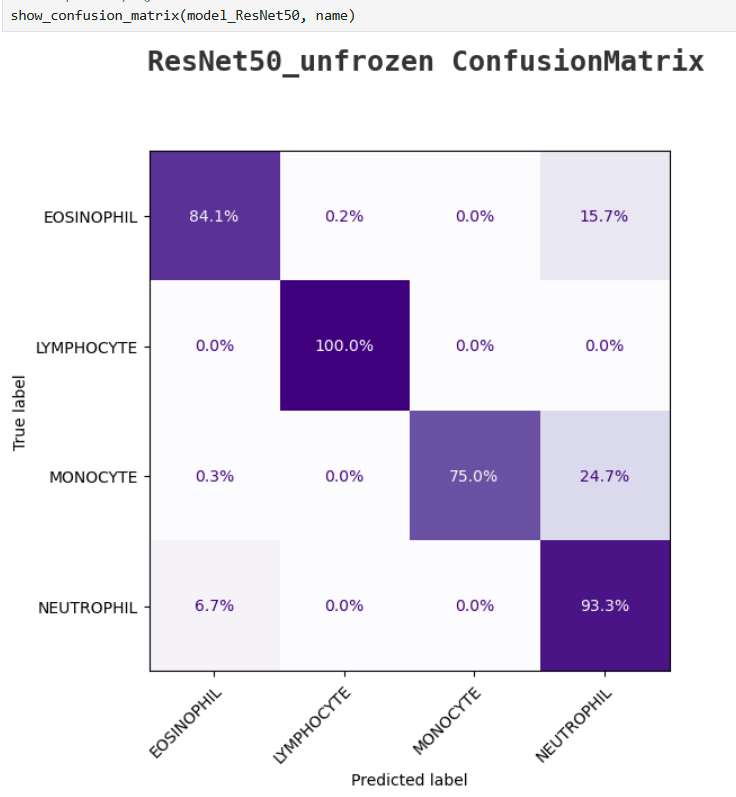 show_confusion_matrix(model_ResNet50, name)
ResNet50_unfrozen ConfusionMatrix
EOSINOPHIL 84.1% 0.2% 0.0% 15.7%
LYMPHOCYTE 0.0% 100.0% 0.0% 0.0%
True label
MONOCYTE 0.3% 0.0% 75.0% 24.7%
NEUTROPHIL 6.7% 0.0% 0.0% 93.3%
EOSINOPHIL LYMPHOCYTE MONOCYTE NEUTROPHIL
Predicted label